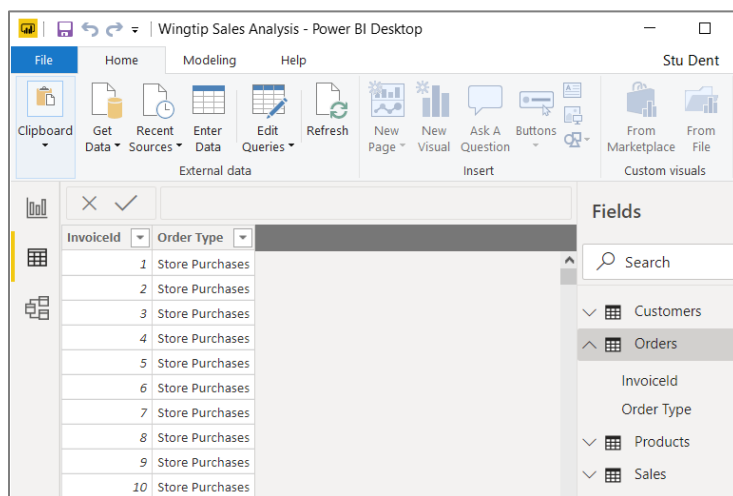 Wingtip Sales Analysis - Power BI Desktop
File Home Modeling Help Stu Dent
Clipboard
Get Data
Recent Sources
Enter Data
Edit Queries
Refresh
New Page
New Visual
Ask A Question
Buttons
From Marketplace
From File
External data Insert Custom visuals
Fields
InvoiceId Order Type
Search
1 Store Purchases
2 Store Purchases
3 Store Purchases
4 Store Purchases
5 Store Purchases
6 Store Purchases
7 Store Purchases
8 Store Purchases
9 Store Purchases
10 Store Purchases
Customers
Orders
InvoiceId
Order Type
Products
Sales